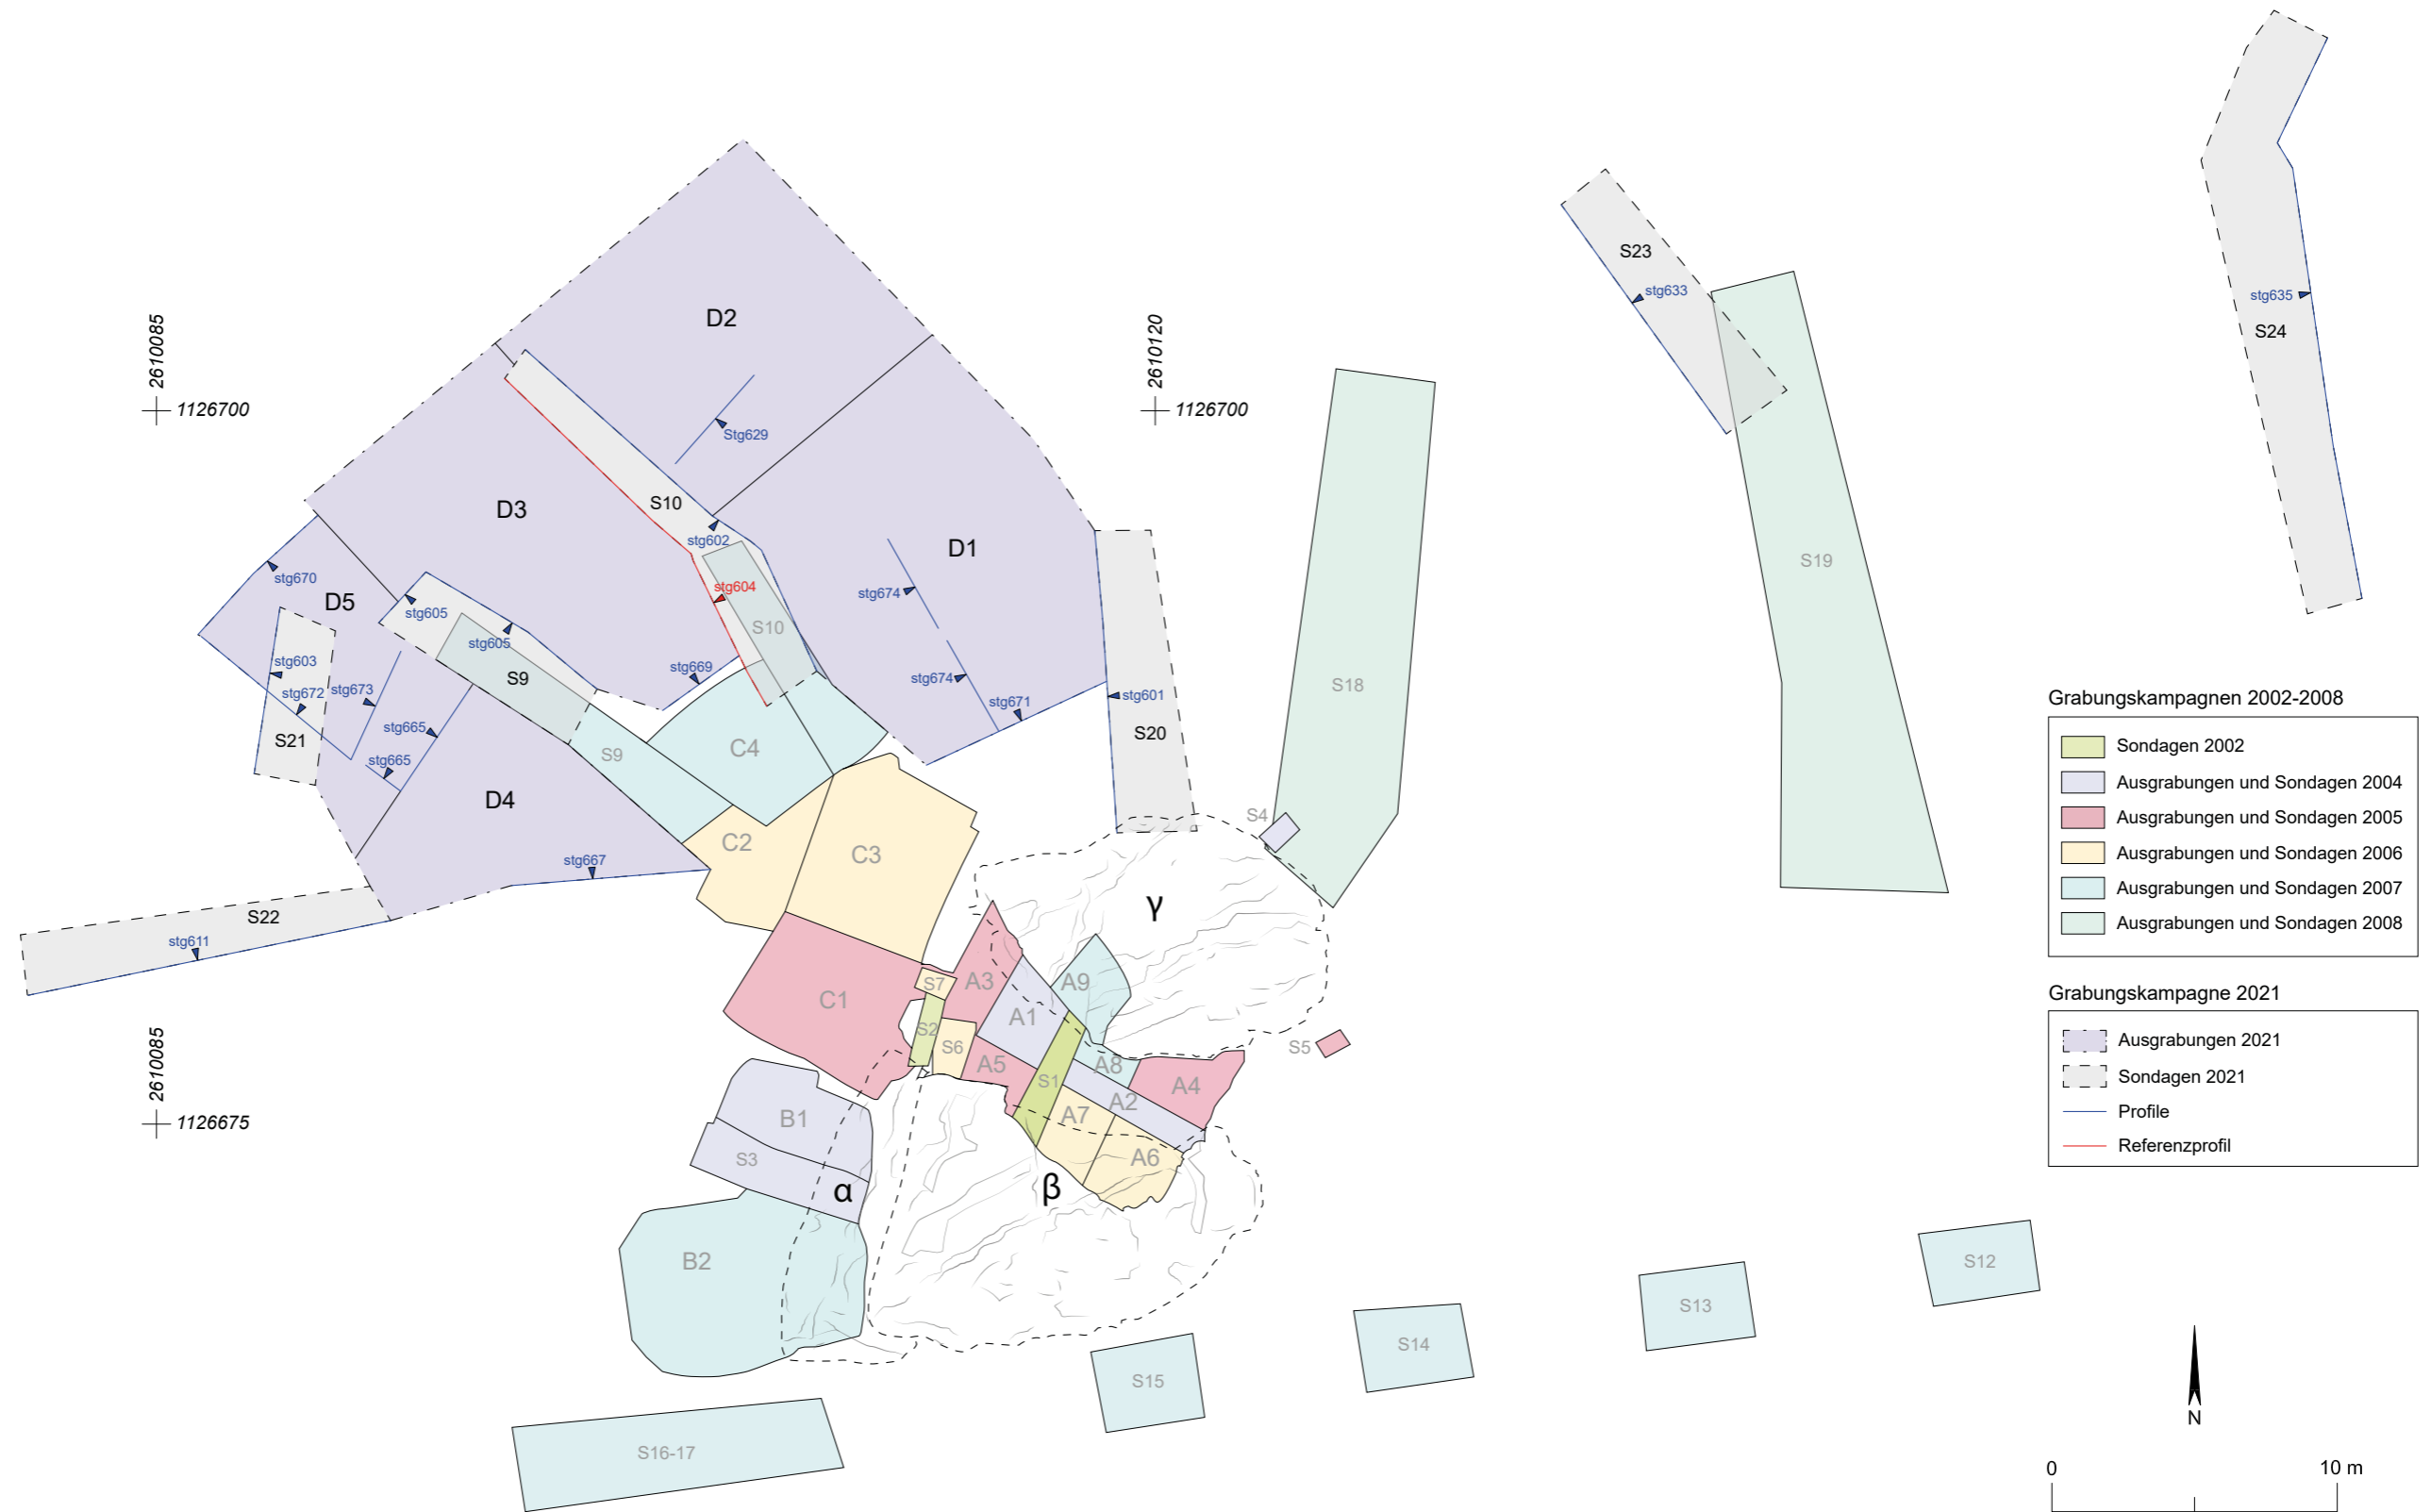 D2
S23
stg633
stg635
S24
2610085
1126700
2610120
1126700
Stg629
S10
D3
stg602
D1
S19
stg670
D5
stg605
stg605
stg604
S10
stg674
stg603
stg672
stg673
S9
stg669
stg674
stg671
stg601
S18
stg665
S21
stg665
S9
C4
S20
D4
C2
C3
S4
stg667
S22
stg611
γ
A3
A9
S7
C1
A1
S2
S6
A5
S5
A8
S1
A4
A2
A7
2610085
1126675
B1
S3
A6
α
β
B2
S12
S13
S14
S15
S16-17
Grabungskampagnen 2002-2008
Sondagen 2002
Ausgrabungen und Sondagen 2004
Ausgrabungen und Sondagen 2005
Ausgrabungen und Sondagen 2006
Ausgrabungen und Sondagen 2007
Ausgrabungen und Sondagen 2008
Grabungskampagne 2021
Ausgrabungen 2021
Sondagen 2021
Profile
Referenzprofil
N
0 10 m